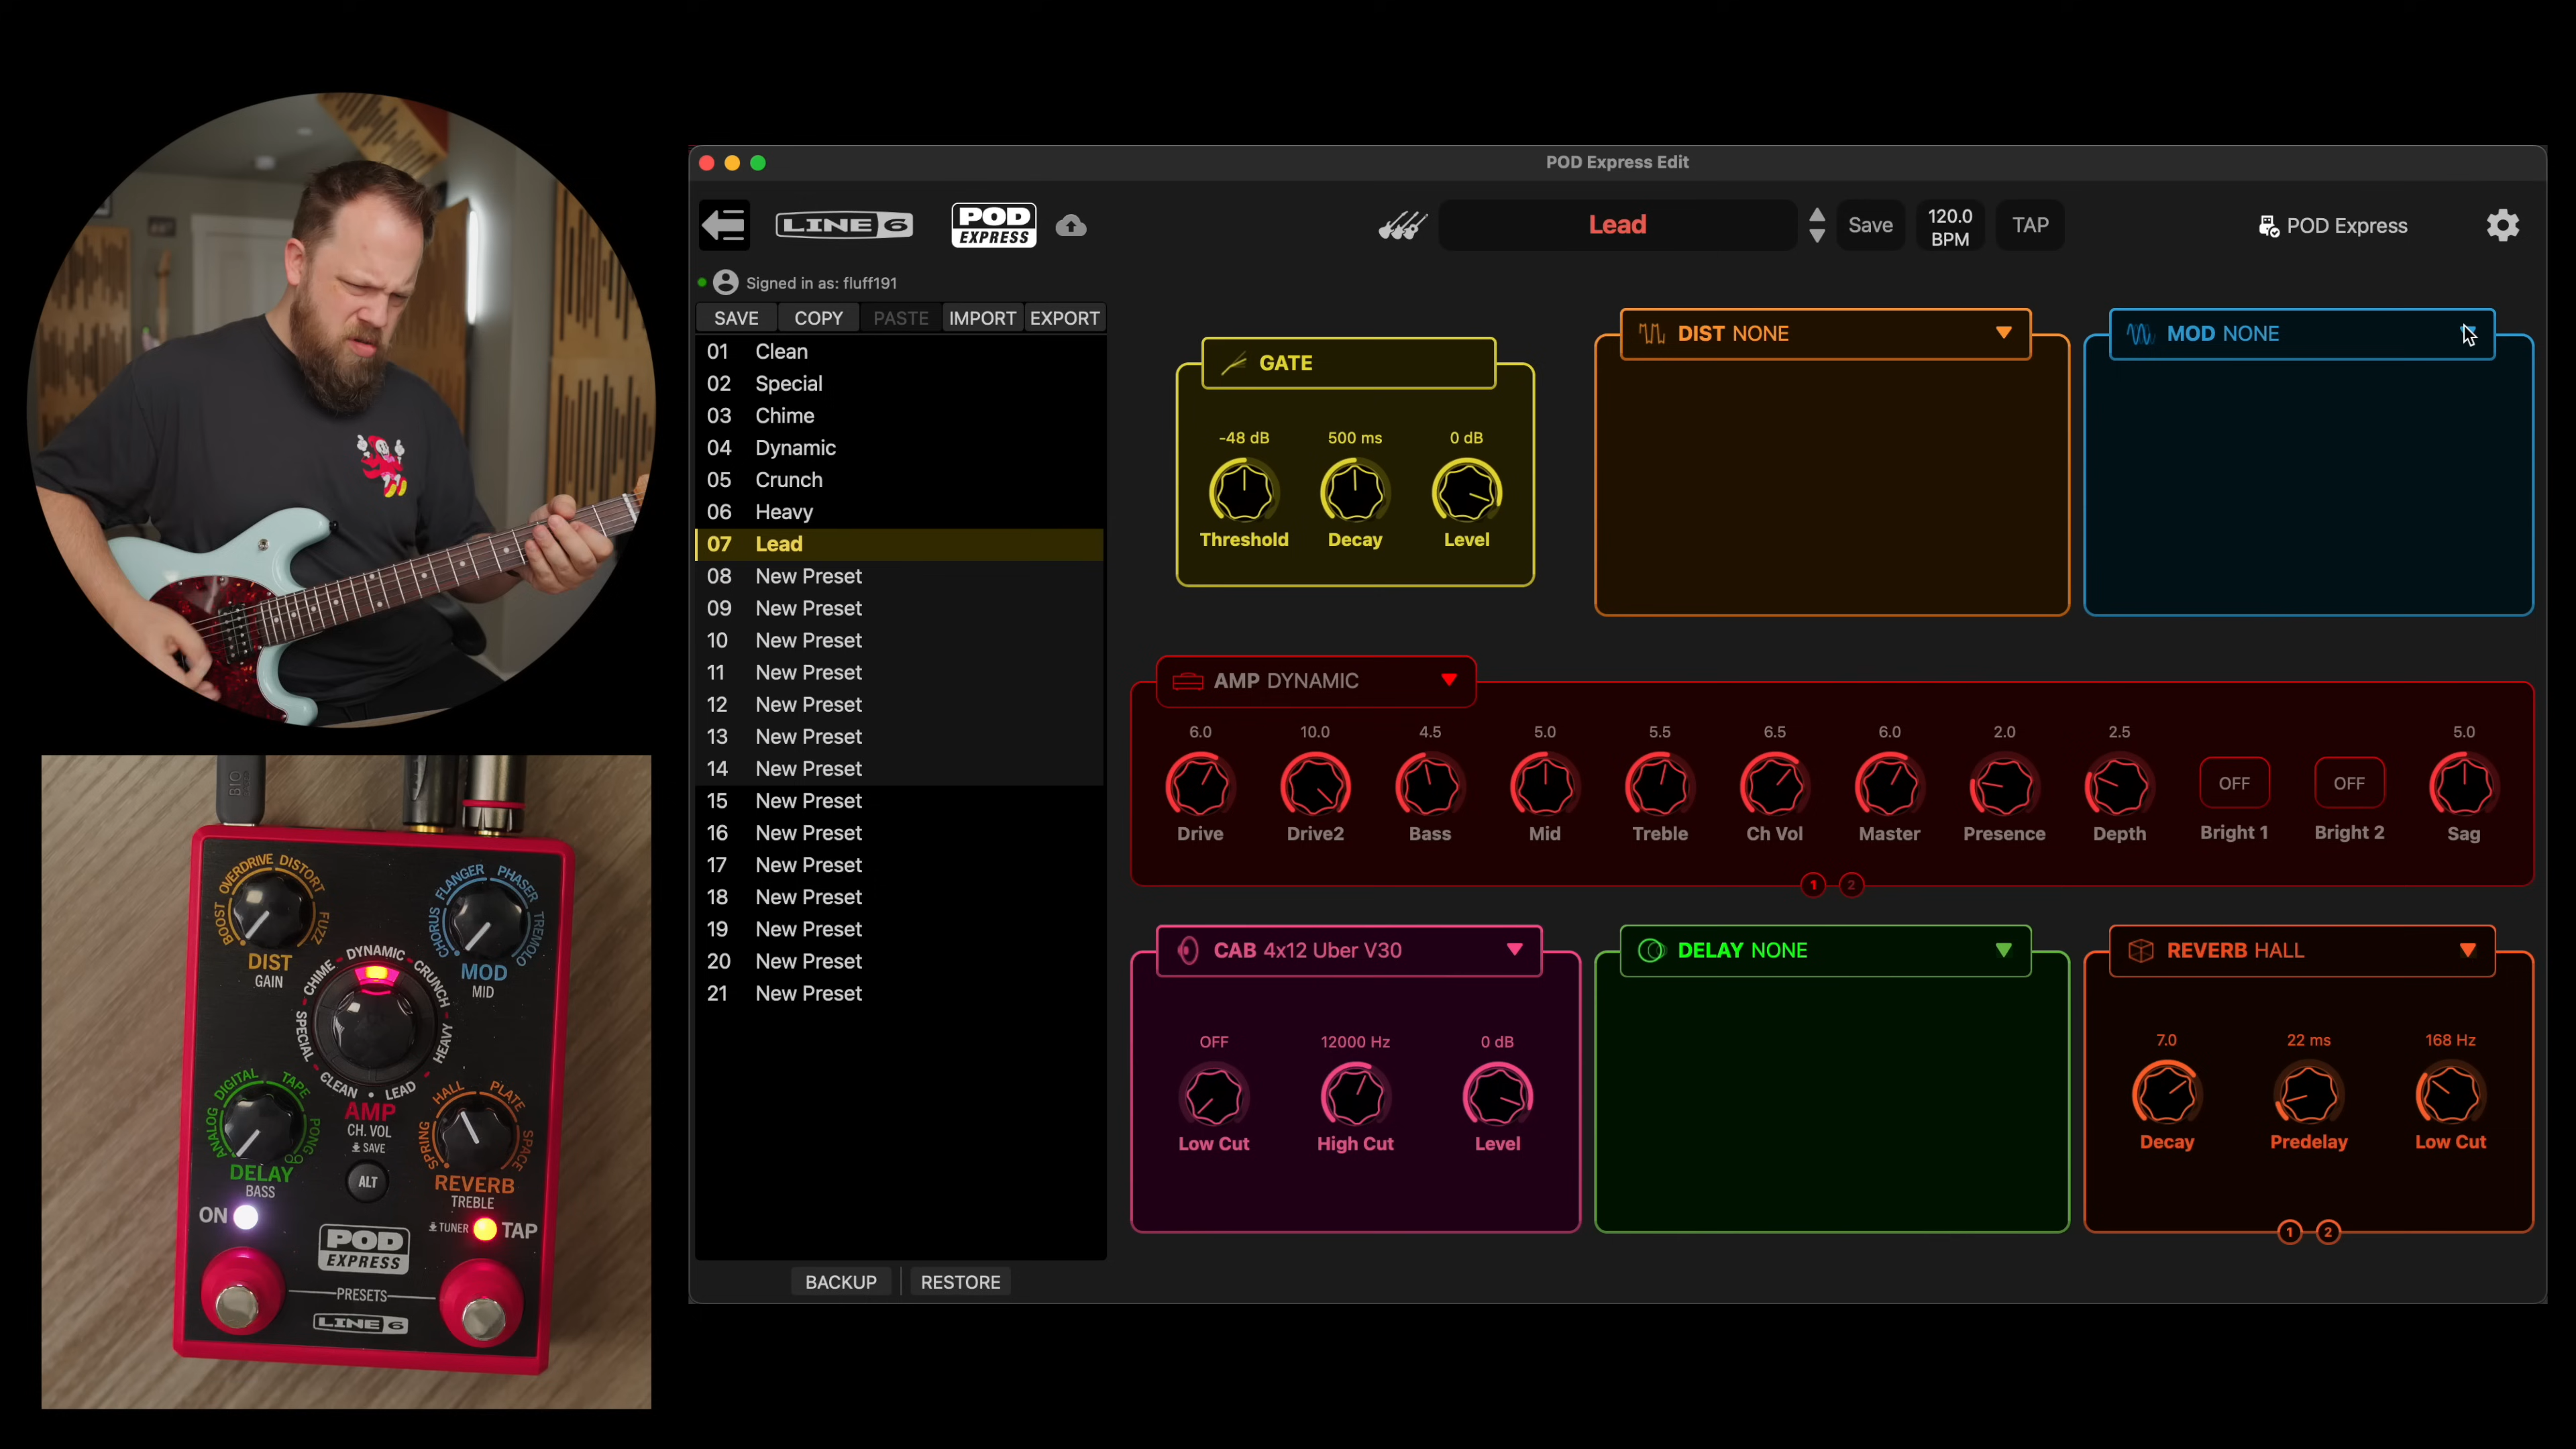 POD Express Edit
LINE 6
POD
EXPRESS
Lead
Save
120.0
BPM
TAP
POD Express
Signed in as: fluff191
SAVE
COPY
PASTE
IMPORT
EXPORT
01 Clean
02 Special
03 Chime
04 Dynamic
05 Crunch
06 Heavy
07 Lead
08 New Preset
09 New Preset
10 New Preset
11 New Preset
12 New Preset
13 New Preset
14 New Preset
15 New Preset
16 New Preset
17 New Preset
18 New Preset
19 New Preset
20 New Preset
21 New Preset
BACKUP
RESTORE
GATE
-48 dB 500 ms 0 dB
Threshold Decay Level
DIST NONE
MOD NONE
AMP DYNAMIC
6.0 10.0 4.5 5.0 5.5 6.5 6.0 2.0 2.5 5.0
OFF OFF
Drive Drive2 Bass Mid Treble Ch Vol Master Presence Depth Bright 1 Bright 2 Sag
1 2
CAB 4x12 Uber V30
OFF 12000 Hz 0 dB
Low Cut High Cut Level
DELAY NONE
REVERB HALL
7.0 22 ms 168 Hz
Decay Predelay Low Cut
1 2
BIO
BOOST OVERDRIVE DISTORT FUZZ
DIST
GAIN
CHORUS FLANGER PHASER TREMOLO
MOD
MID
CLEAN SPECIAL CHIME DYNAMIC CRUNCH HEAVY LEAD
AMP
CH. VOL
SAVE
ALT
ANALOG DIGITAL TAPE PONG
DELAY
BASS
SPRING HALL PLATE SPACE
REVERB
TREBLE
ON
TUNER
TAP
POD
EXPRESS
PRESETS
LINE 6